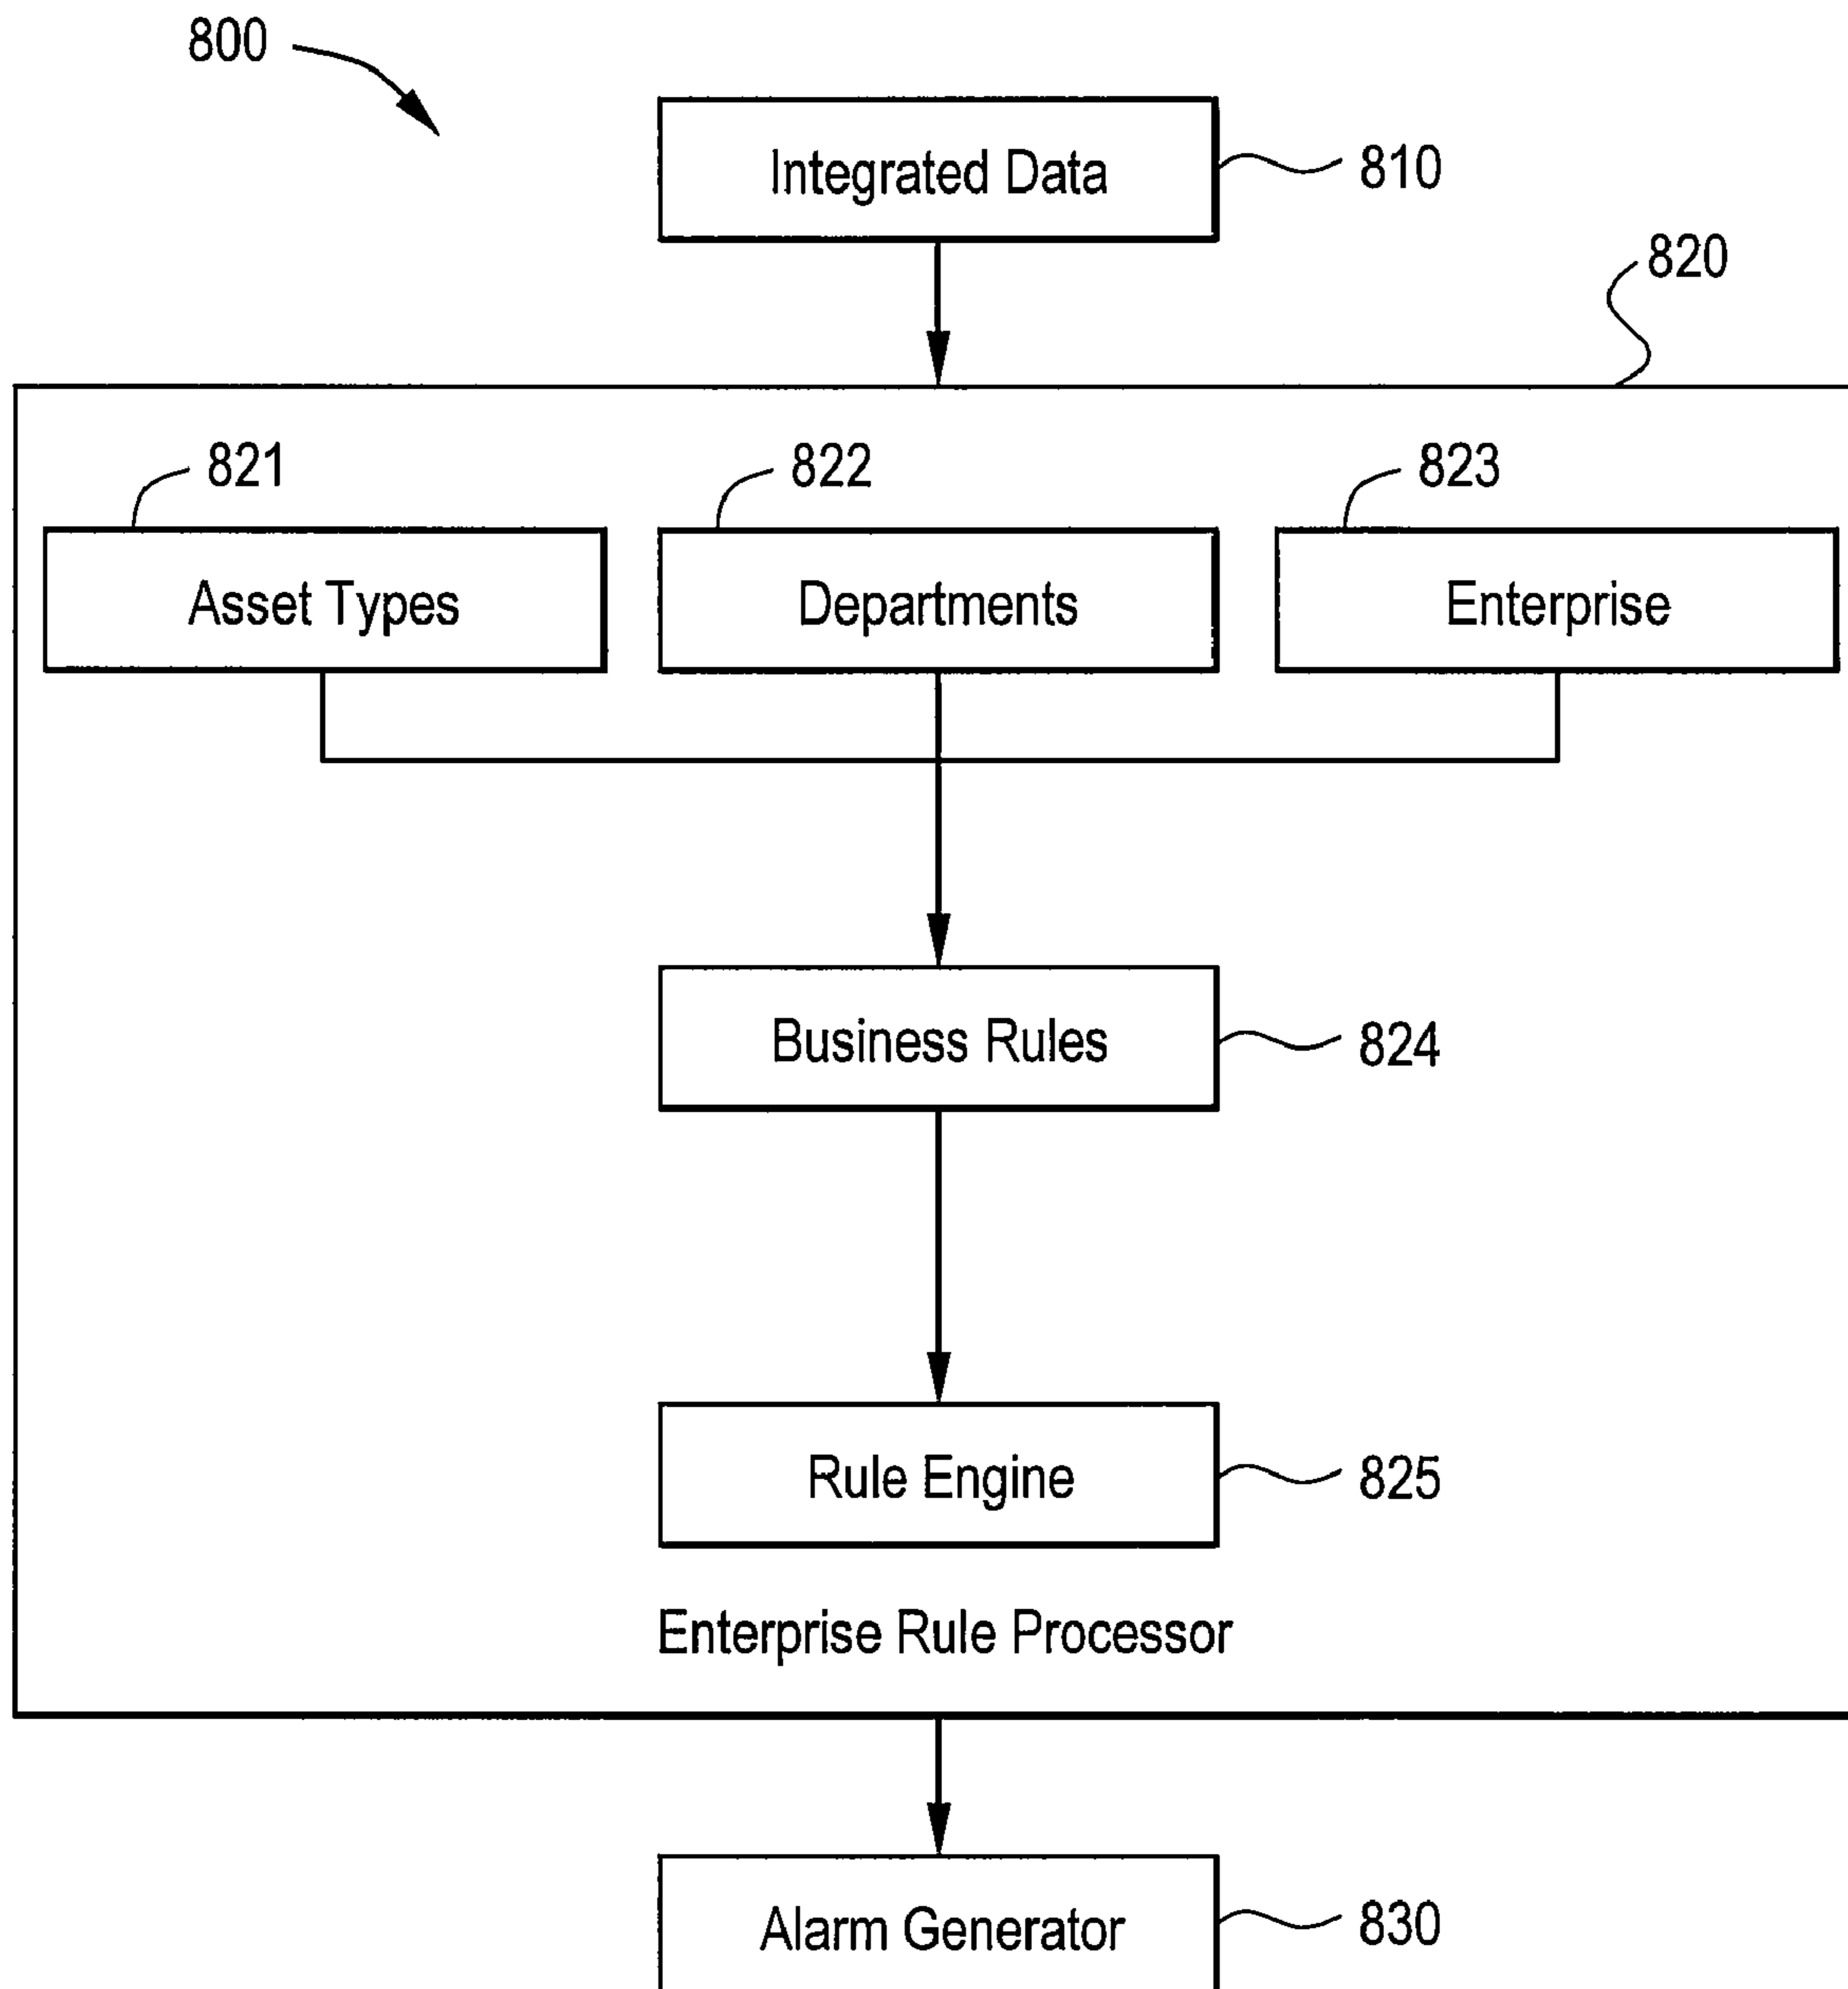 800
Integrated Data
810
820
821
822
823
Asset Types
Departments
Enterprise
Business Rules
824
Rule Engine
825
Enterprise Rule Processor
Alarm Generator
830